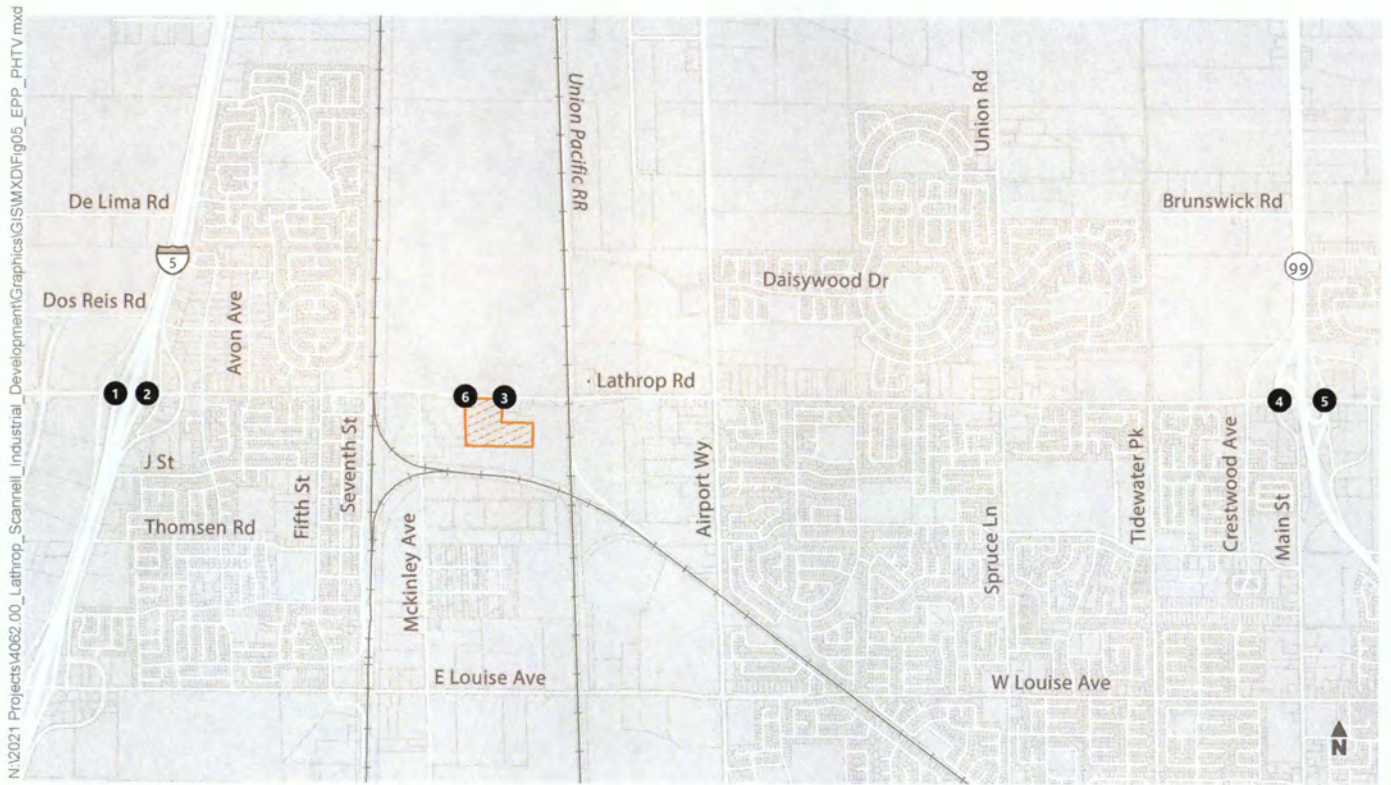 N:\2021 Projects\4062.00_Lathrop_Scannell_Industrial_Development\Graphics\GIS\MXD\Fig05_EPP_PHTV.mxd
Union Pacific RR
Union Rd
De Lima Rd
Brunswick Rd
5
99
Daisywood Dr
Dos Reis Rd
Avon Ave
Lathrop Rd
1
2
6
3
4
5
J St
Seventh St
Fifth St
Airport Wy
Tidewater Pk
Crestwood Ave
Main St
Thomsen Rd
Spruce Ln
Mckinley Ave
E Louise Ave
W Louise Ave
N